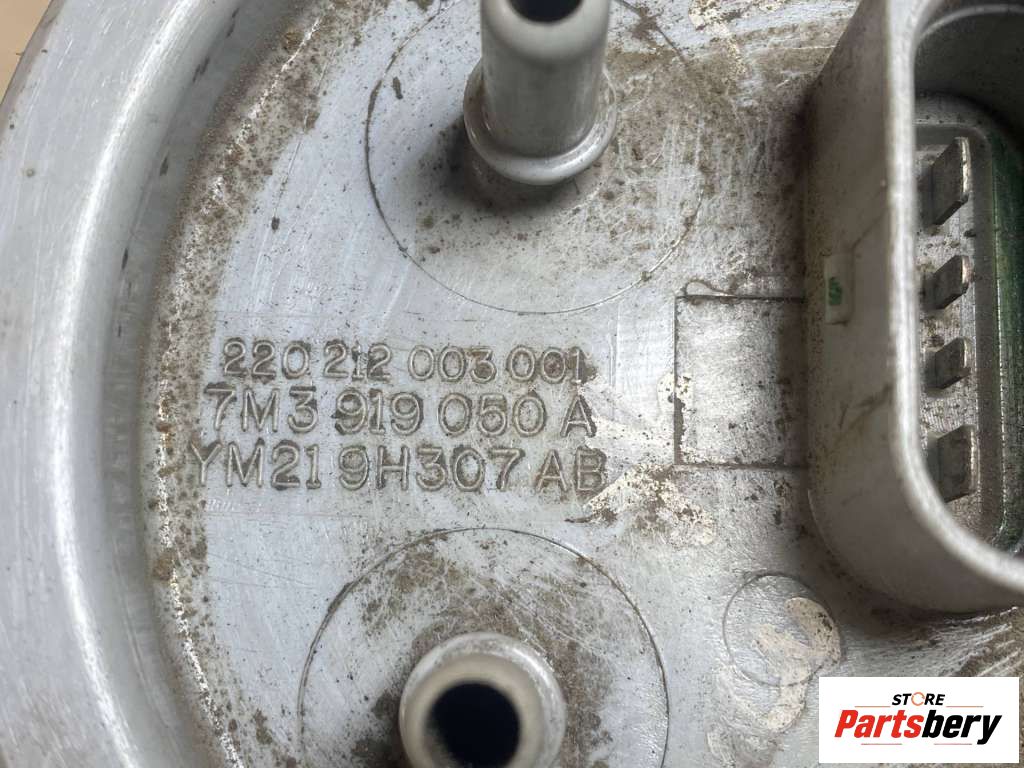 220 212 003 001
7M3 919 050 A
YM21 9H307 AB
STORE
Partsbery